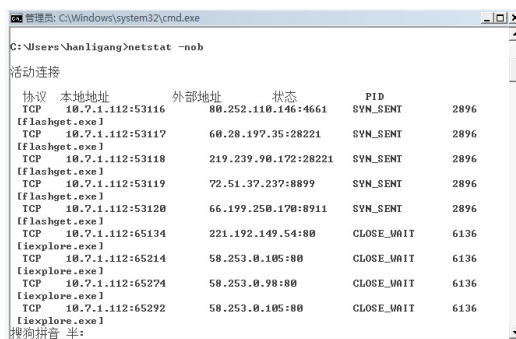 管理员: C:\Windows\system32\cmd.exe
C:\Users\hanligang>netstat -nob
活动连接
协议 本地地址 外部地址 状态 PID
TCP 10.7.1.112:53116 80.252.110.146:4661 SYN_SENT 2896
[flashget.exe]
TCP 10.7.1.112:53117 60.28.197.35:28221 SYN_SENT 2896
[flashget.exe]
TCP 10.7.1.112:53118 219.239.90.172:28221 SYN_SENT 2896
[flashget.exe]
TCP 10.7.1.112:53119 72.51.37.237:8899 SYN_SENT 2896
[flashget.exe]
TCP 10.7.1.112:53120 66.199.250.170:8911 SYN_SENT 2896
[flashget.exe]
TCP 10.7.1.112:65134 221.192.149.54:80 CLOSE_WAIT 6136
[iexplore.exe]
TCP 10.7.1.112:65214 58.253.0.105:80 CLOSE_WAIT 6136
[iexplore.exe]
TCP 10.7.1.112:65274 58.253.0.98:80 CLOSE_WAIT 6136
[iexplore.exe]
TCP 10.7.1.112:65292 58.253.0.105:80 CLOSE_WAIT 6136
[iexplore.exe]
搜狗拼音 半: